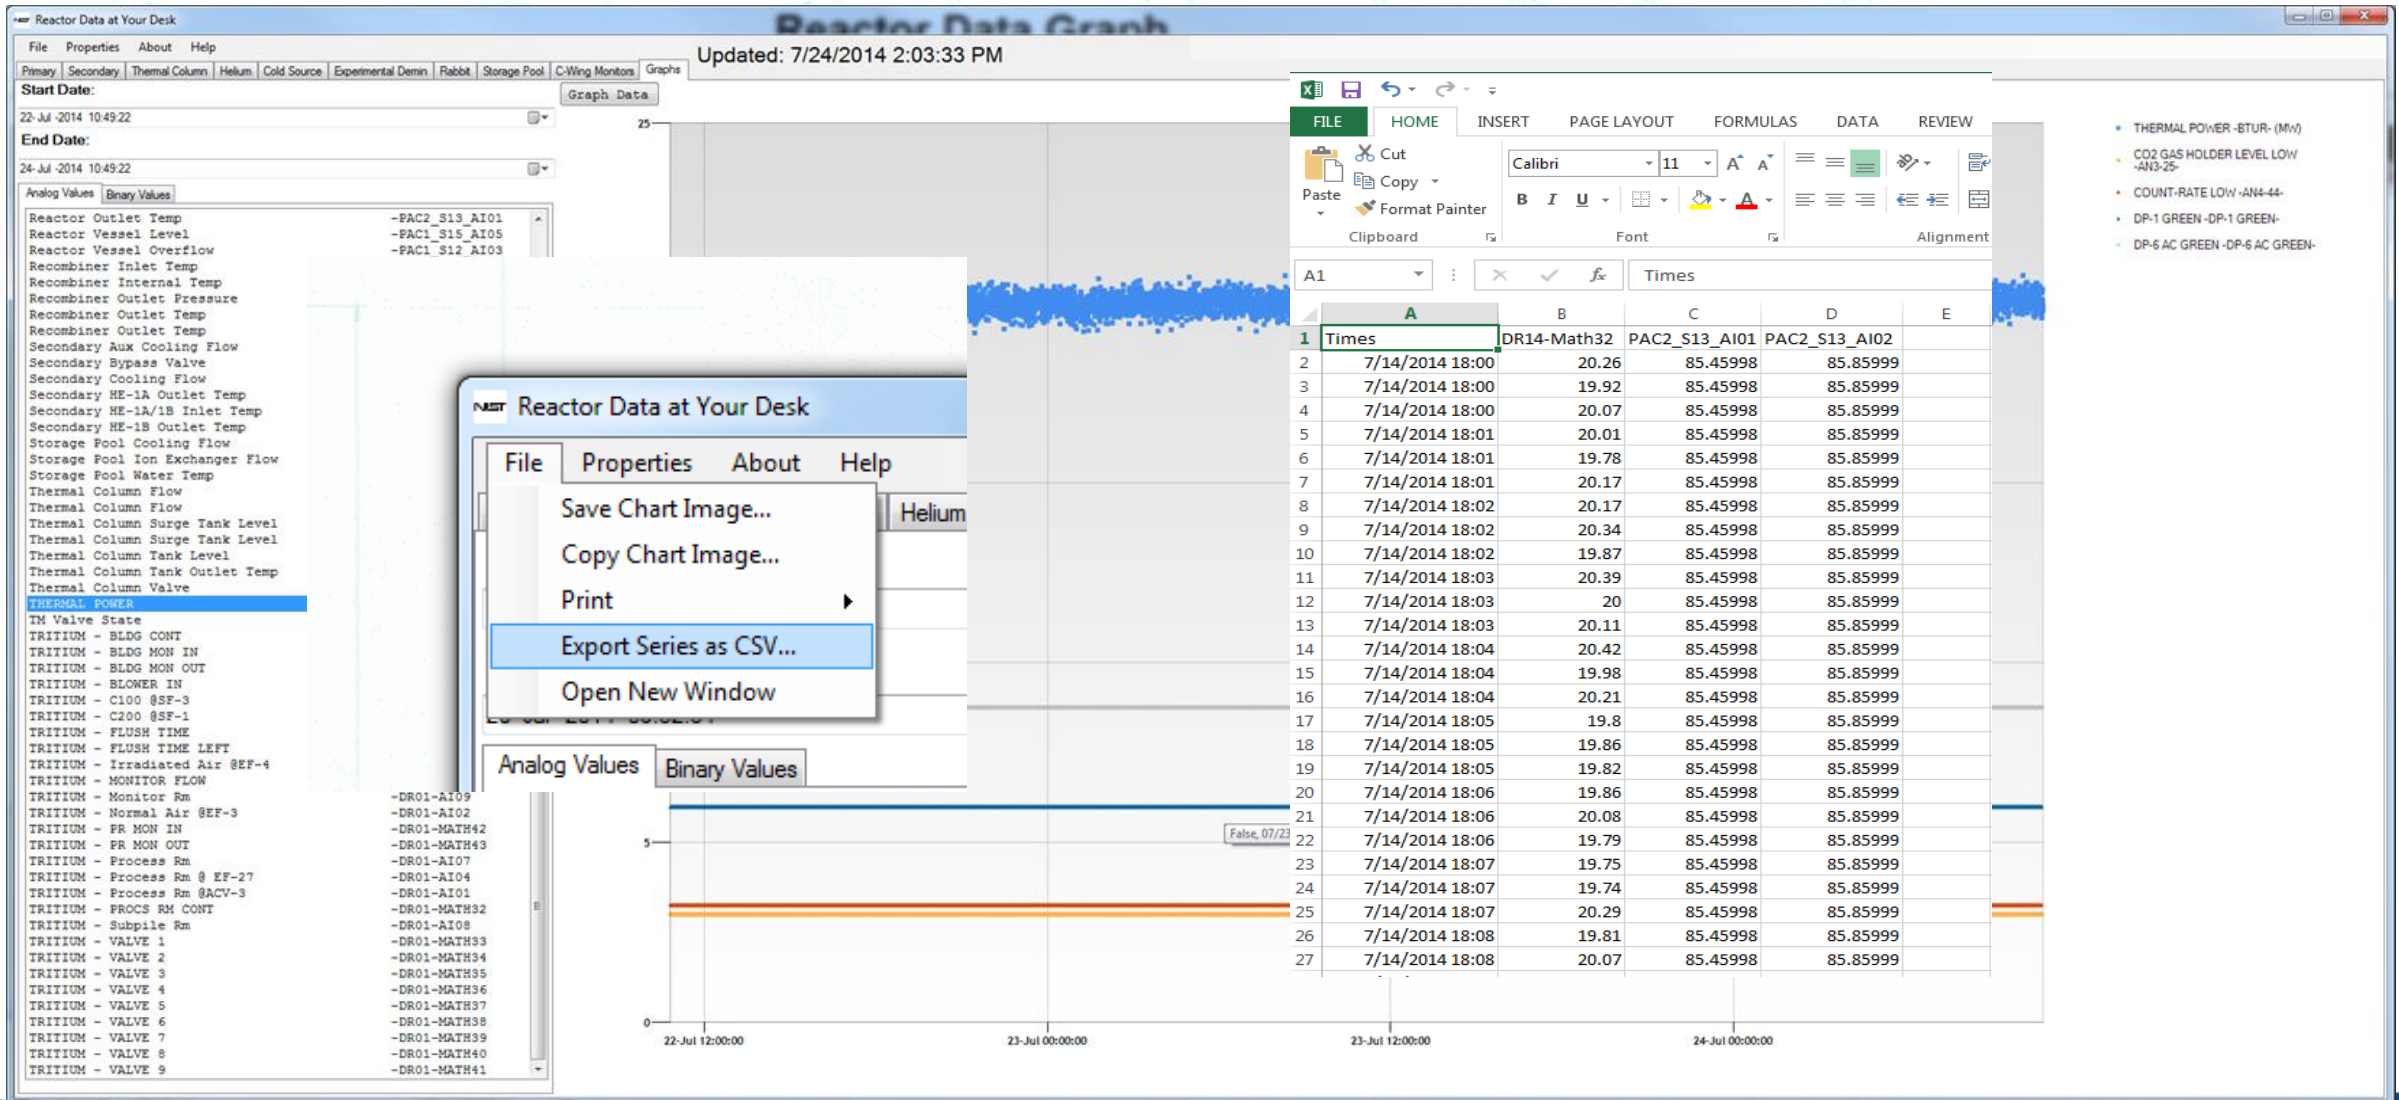 Reactor Data Graph
Reactor Data at Your Desk
File Properties About Help
Updated: 7/24/2014 2:03:33 PM
Primary Secondary Thermal Column Helium Cold Source Experimental Demin Rabbit Storage Pool C-Wing Monitors Graphs
Start Date:
22- Jul -2014 10:49:22
End Date:
24- Jul -2014 10:49:22
Analog Values Binary Values
Graph Data
Reactor Outlet Temp -PAC2_S13_AI01
Reactor Vessel Level -PAC1_S15_AI05
Reactor Vessel Overflow -PAC1_S12_AI03
Recombiner Inlet Temp
Recombiner Internal Temp
Recombiner Outlet Pressure
Recombiner Outlet Temp
Recombiner Outlet Temp
Secondary Aux Cooling Flow
Secondary Bypass Valve
Secondary Cooling Flow
Secondary HE-1A Outlet Temp
Secondary HE-1A/1B Inlet Temp
Secondary HE-1B Outlet Temp
Storage Pool Cooling Flow
Storage Pool Ion Exchanger Flow
Storage Pool Water Temp
Thermal Column Flow
Thermal Column Flow
Thermal Column Surge Tank Level
Thermal Column Surge Tank Level
Thermal Column Tank Level
Thermal Column Tank Outlet Temp
Thermal Column Valve
THERMAL POWER
TM Valve State
TRITIUM - BLDG CONT
TRITIUM - BLDG MON IN
TRITIUM - BLDG MON OUT
TRITIUM - BLOWER IN
TRITIUM - C100 @SF-3
TRITIUM - C200 @SF-1
TRITIUM - FLUSH TIME
TRITIUM - FLUSH TIME LEFT
TRITIUM - Irradiated Air @EF-4
TRITIUM - MONITOR FLOW
TRITIUM - Monitor Rm -DR01-AI09
TRITIUM - Normal Air @EF-3 -DR01-AI02
TRITIUM - PR MON IN -DR01-MATH42
TRITIUM - PR MON OUT -DR01-MATH43
TRITIUM - Process Rm -DR01-AI07
TRITIUM - Process Rm @ EF-27 -DR01-AI04
TRITIUM - Process Rm @ACV-3 -DR01-AI01
TRITIUM - PROCS RM CONT -DR01-MATH32
TRITIUM - Subpile Rm -DR01-AI08
TRITIUM - VALVE 1 -DR01-MATH33
TRITIUM - VALVE 2 -DR01-MATH34
TRITIUM - VALVE 3 -DR01-MATH35
TRITIUM - VALVE 4 -DR01-MATH36
TRITIUM - VALVE 5 -DR01-MATH37
TRITIUM - VALVE 6 -DR01-MATH38
TRITIUM - VALVE 7 -DR01-MATH39
TRITIUM - VALVE 8 -DR01-MATH40
TRITIUM - VALVE 9 -DR01-MATH41
NIST Reactor Data at Your Desk
File Properties About Help
Save Chart Image...
Helium
Copy Chart Image...
Print
Export Series as CSV...
Open New Window
Analog Values Binary Values
25
5
0
22-Jul 12:00:00 23-Jul 00:00:00 23-Jul 12:00:00 24-Jul 00:00:00
False, 07/23
FILE HOME INSERT PAGE LAYOUT FORMULAS DATA REVIEW
Paste
Cut
Copy
Format Painter
Clipboard
Calibri 11
A A
B I U A
Font
Alignment
A1 fx Times
A B C D E
1 Times DR14-Math32 PAC2_S13_AI01 PAC2_S13_AI02
2 7/14/2014 18:00 20.26 85.45998 85.85999
3 7/14/2014 18:00 19.92 85.45998 85.85999
4 7/14/2014 18:00 20.07 85.45998 85.85999
5 7/14/2014 18:01 20.01 85.45998 85.85999
6 7/14/2014 18:01 19.78 85.45998 85.85999
7 7/14/2014 18:01 20.17 85.45998 85.85999
8 7/14/2014 18:02 20.17 85.45998 85.85999
9 7/14/2014 18:02 20.34 85.45998 85.85999
10 7/14/2014 18:02 19.87 85.45998 85.85999
11 7/14/2014 18:03 20.39 85.45998 85.85999
12 7/14/2014 18:03 20 85.45998 85.85999
13 7/14/2014 18:03 20.11 85.45998 85.85999
14 7/14/2014 18:04 20.42 85.45998 85.85999
15 7/14/2014 18:04 19.98 85.45998 85.85999
16 7/14/2014 18:04 20.21 85.45998 85.85999
17 7/14/2014 18:05 19.8 85.45998 85.85999
18 7/14/2014 18:05 19.86 85.45998 85.85999
19 7/14/2014 18:05 19.82 85.45998 85.85999
20 7/14/2014 18:06 19.86 85.45998 85.85999
21 7/14/2014 18:06 20.08 85.45998 85.85999
22 7/14/2014 18:06 19.79 85.45998 85.85999
23 7/14/2014 18:07 19.75 85.45998 85.85999
24 7/14/2014 18:07 19.74 85.45998 85.85999
25 7/14/2014 18:07 20.29 85.45998 85.85999
26 7/14/2014 18:08 19.81 85.45998 85.85999
27 7/14/2014 18:08 20.07 85.45998 85.85999
THERMAL POWER -BTUR- (MW)
CO2 GAS HOLDER LEVEL LOW
-AN3-25-
COUNT-RATE LOW -AN4-44-
DP-1 GREEN -DP-1 GREEN-
DP-6 AC GREEN -DP-6 AC GREEN-